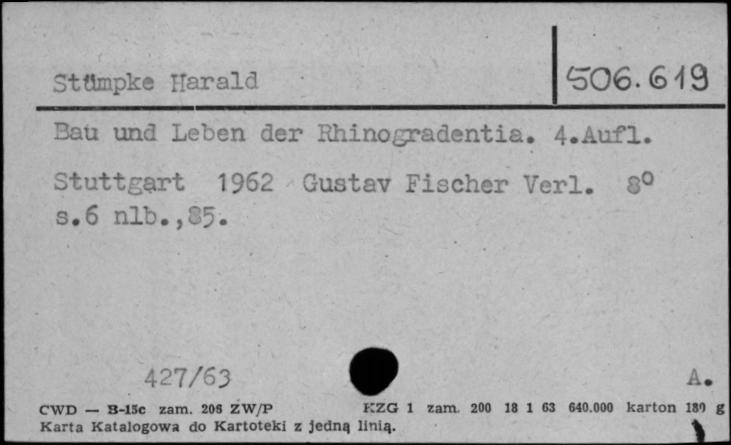 Stümpke Harald
506.619
Bau und Leben der Rhinogradentia. 4.Aufl.
Stuttgart 1962 Gustav Fischer Verl. 8⁰
s.6 nlb.,85.
427/63
A.
CWD — B-15c zam. 206 ZW/P KZG 1 zam. 200 18 1 63 640.000 karton 180 g
Karta Katalogowa do Kartoteki z jedną linią.